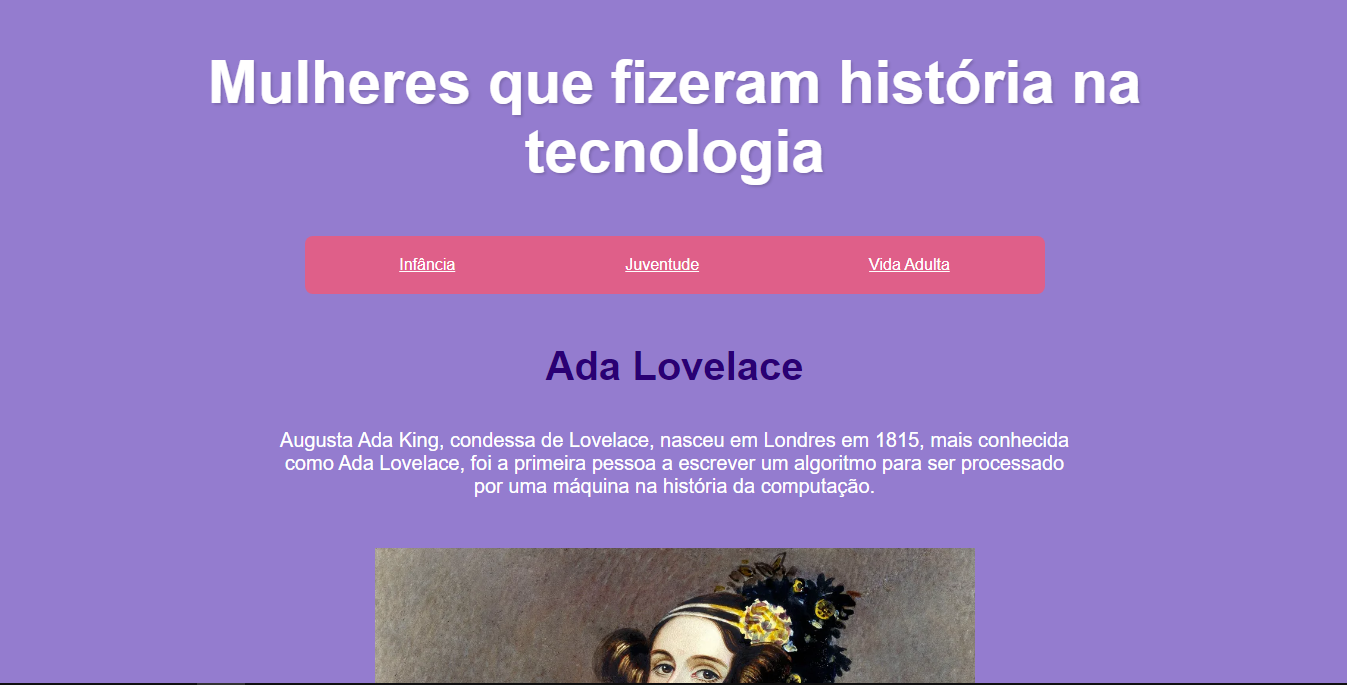 Mulheres que fizeram história na
tecnologia
Infância
Juventude
Vida Adulta
Ada Lovelace
Augusta Ada King, condessa de Lovelace, nasceu em Londres em 1815, mais conhecida
como Ada Lovelace, foi a primeira pessoa a escrever um algoritmo para ser processado
por uma máquina na história da computação.